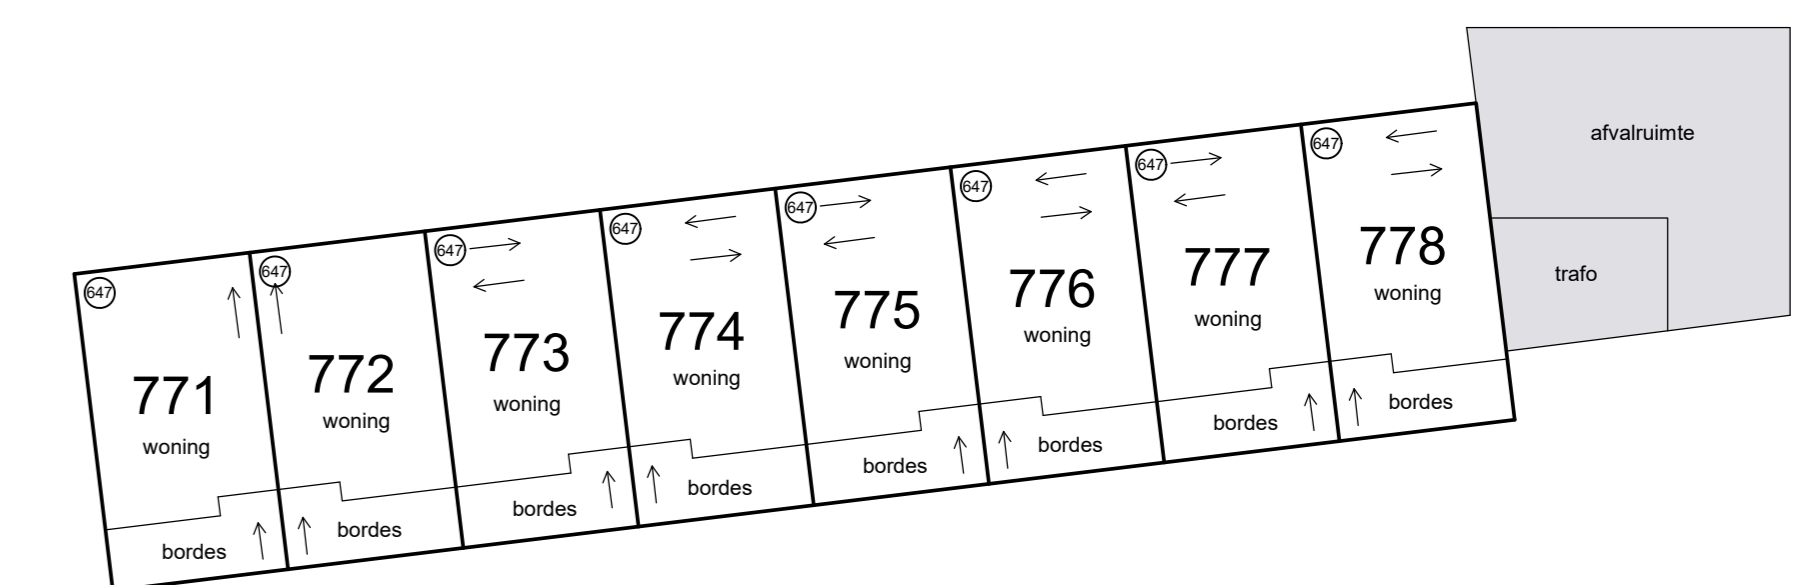 647
771
woning
bordes
647
772
woning
bordes
647
773
woning
bordes
647
774
woning
bordes
647
775
woning
bordes
647
776
woning
bordes
647
777
woning
bordes
647
778
woning
bordes
afvalruimte
trafo